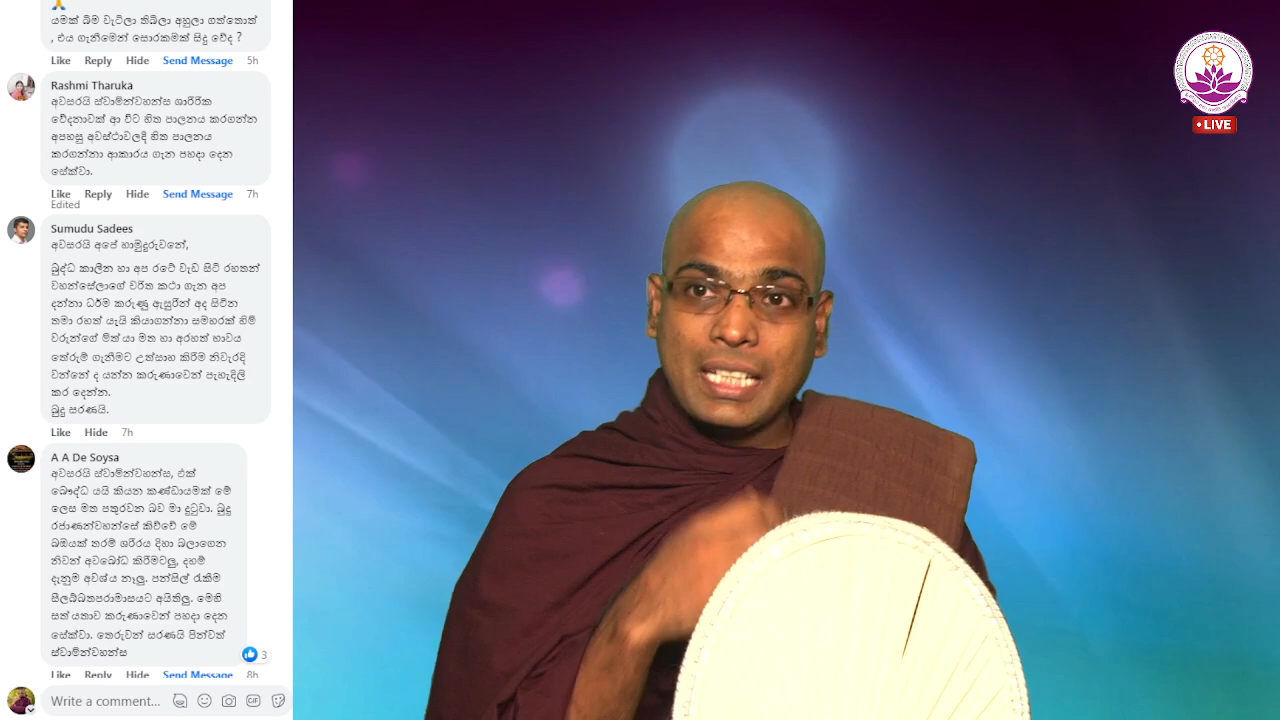 යමක් බිම වැටිලා තිබිලා අහුලා ගත්තොත්
, එය ගැනීමෙන් සොරකමක් සිදු වේද ?
Like Reply Hide Send Message 5h
Rashmi Tharuka
අවසරයි ස්වාමින්වහන්ස ශාරීරික
වේදනාවක් ආ විට හිත පාලනය කරගන්න
අපහසු අවස්ථාවලදී හිත පාලනය
කරගන්නා ආකාරය ගැන පහදා දෙන
සේක්වා.
Like Reply Hide Send Message 7h
Edited
Sumudu Sadees
අවසරයි අපේ හාමුදුරුවනේ,
බුද්ධ කාලීන හා අප රටේ වැඩ සිටි රහතන්
වහන්සේලාගේ චරිත කථා ගැන අප
දන්නා ධර්ම කරුණු ඇසුරින් අද සිටින
තමා රහත් යැයි කියාගන්නා සමහරක් හිමි
වරුන්ගේ මිත්‍යා මත හා අරහත් භාවය
තේරුම් ගැනීමට උත්සාහ කිරීම නිවැරදි
වන්නේ ද යන්න කරුණාවෙන් පැහැදිලි
කර දෙන්න.
බුදු සරණයි.
Like Hide 7h
A A De Soysa
අවසරයි ස්වාමින්වහන්ස, එක්
බෞද්ධ යයි කියන කණ්ඩායමක් මේ
ලෙස මත පතුරවන බව මා දුටුවා. බුදු
රජාණන්වහන්සේ කිව්වේ මේ
බඹයක් තරම් ශරීරය දිහා බලාගෙන
නිවන් අවබෝධ කිරීමටලු, දහම්
දැනුම අවශ්ය නෑලු. පන්සිල් රැකීම
සීලබ්බතපරාමාසයට අයිතිලු. මෙහි
සත්‍යතාව කරුණාවෙන් පහදා දෙන
සේක්වා. තෙරුවන් සරණයි පින්වත්
ස්වාමින්වහන්ස
3
Like Reply Hide Send Message 8h
Write a comment...
GIF
LIVE